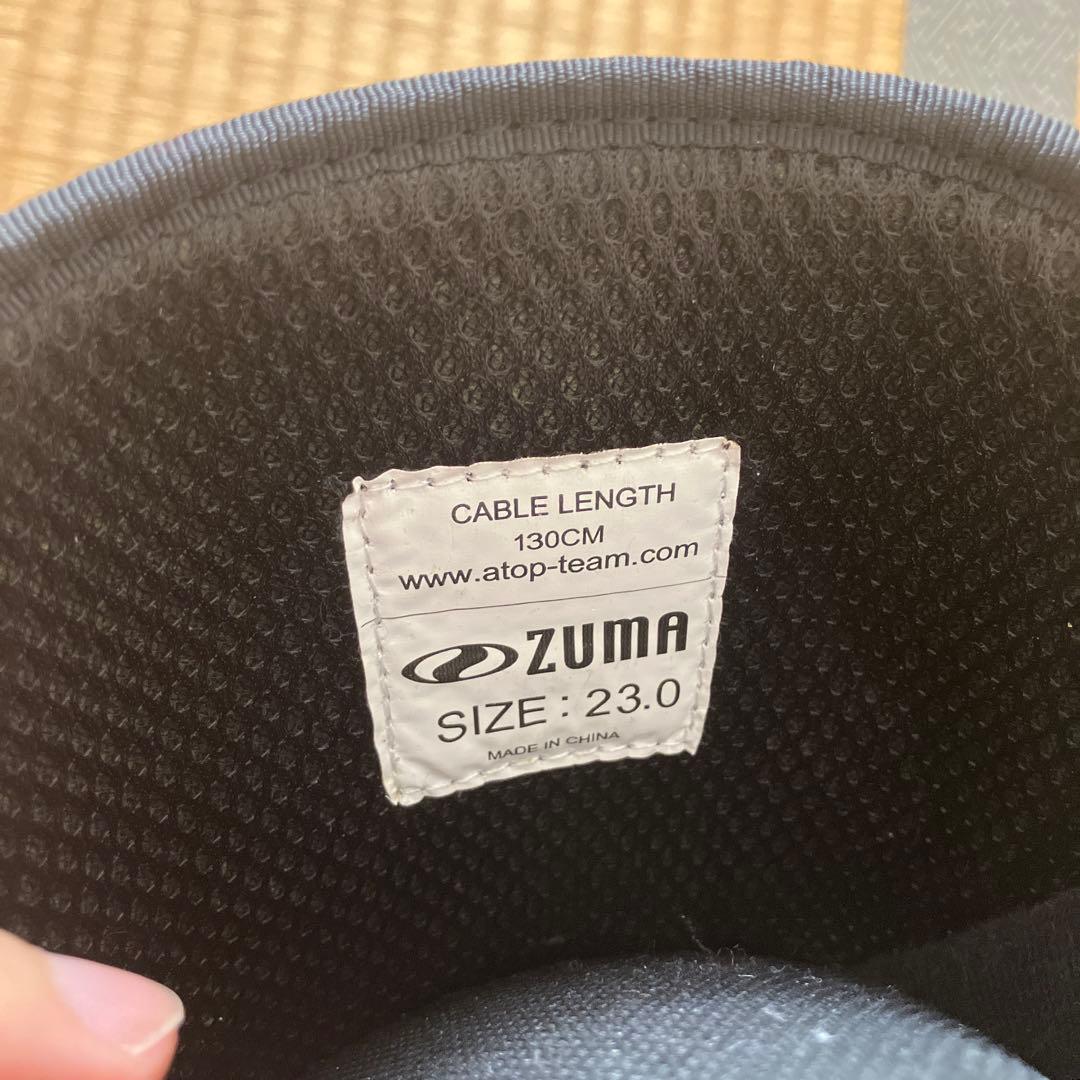 CABLE LENGTH
130CM
www.atop-team.com
ZUMA
SIZE : 23.0
MADE IN CHINA